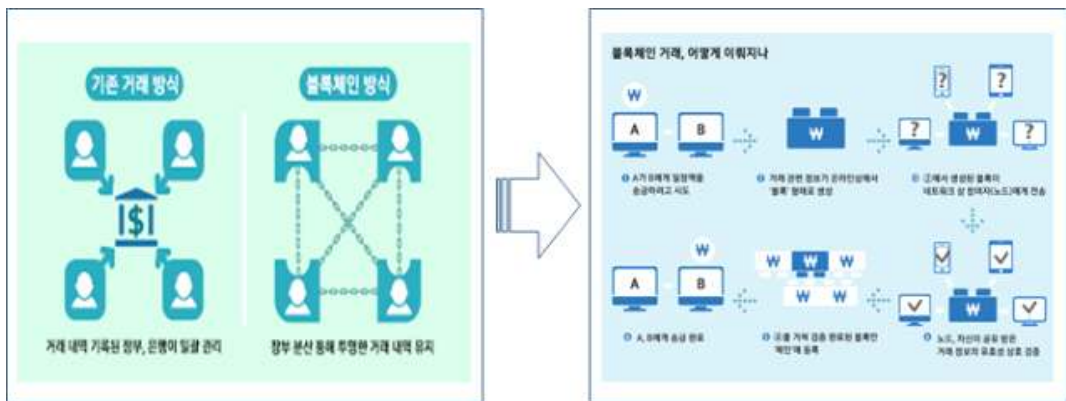 기존 거래 방식
블록체인 방식
거래 내역 기록된 장부, 은행이 일괄 관리
장부 분산 통해 투명한 거래 내역 유지
블록체인 거래, 어떻게 이뤄지나
₩
A
B
₩
?
?
?
₩
?
A가 B에게 일정액을
송금하려고 시도
거래 관련 정보가 온라인상에서
'블록' 형태로 생성
②에서 생성된 블록이
네트워크 상 참여자(노드)에게 전송
₩
A
B
₩
₩
₩
₩
₩
₩
A, B에게 송금 완료
④를 거쳐 검증 완료된 블록만
'체인'에 등록
노드, 자신이 공유 받은
거래 정보의 유효성 상호 검증